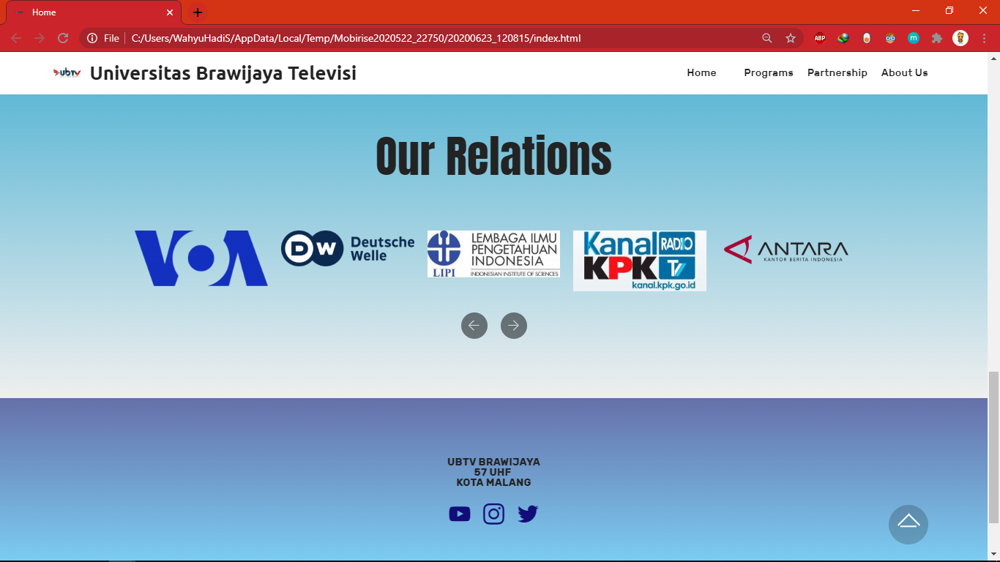 Home
File
C:/Users/WahyuHadiS/AppData/Local/Temp/Mobirise2020522_22750/20200623_120815/index.html
ABP
m
ubTV
Universitas Brawijaya Televisi
Home Programs Partnership About Us
Our Relations
VOA
DW Deutsche
Welle
LEMBAGA ILMU
PENGETAHUAN
INDONESIA
LIPI
INDONESIAN INSTITUTE OF SCIENCES
Kanal RADIO
KPK TV
kanal.kpk.go.id
ANTARA
KANTOR BERITA INDONESIA
UBTV BRAWIJAYA
57 UHF
KOTA MALANG